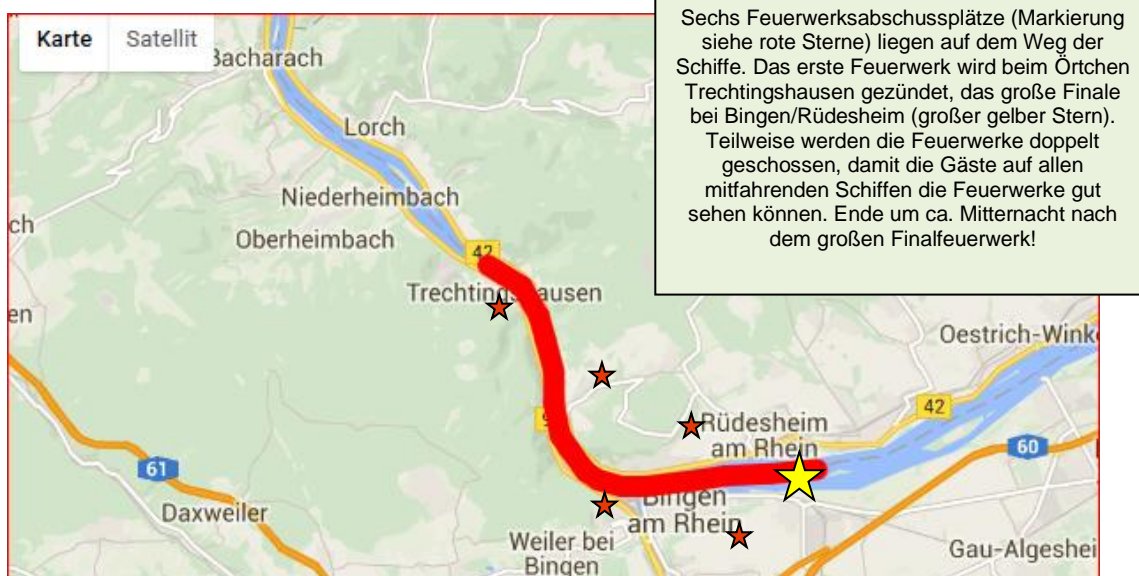 Sechs Feuerwerksabschussplätze (Markierung
siehe rote Sterne) liegen auf dem Weg der
Schiffe. Das erste Feuerwerk wird beim Örtchen
Trechtingshausen gezündet, das große Finale
bei Bingen/Rüdesheim (großer gelber Stern).
Teilweise werden die Feuerwerke doppelt
geschossen, damit die Gäste auf allen
mitfahrenden Schiffen die Feuerwerke gut
sehen können. Ende um ca. Mitternacht nach
dem großen Finalfeuerwerk!
Karte Satellit
Bacharach
Lorch
Niederheimbach
ch
Oberheimbach
42
Trechtingshausen
en
Oestrich-Wink
42
Rüdesheim
am Rhein
60
61
9
Bingen
am Rhein
Daxweiler
Weiler bei
Bingen
Gau-Algeshei